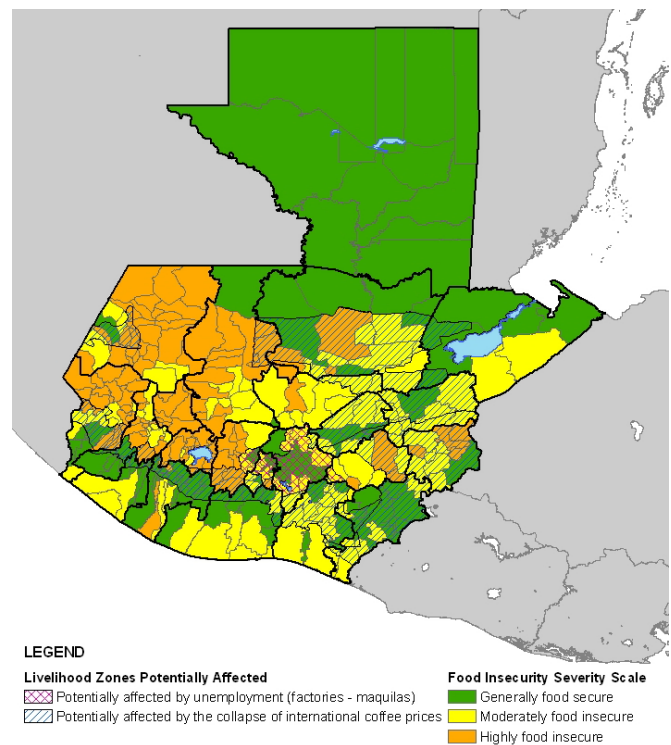 LEGEND
Livelihood Zones Potentially Affected
Potentially affected by unemployment (factories - maquilas)
Potentially affected by the collapse of international coffee prices
Food Insecurity Severity Scale
Generally food secure
Moderately food insecure
Highly food insecure